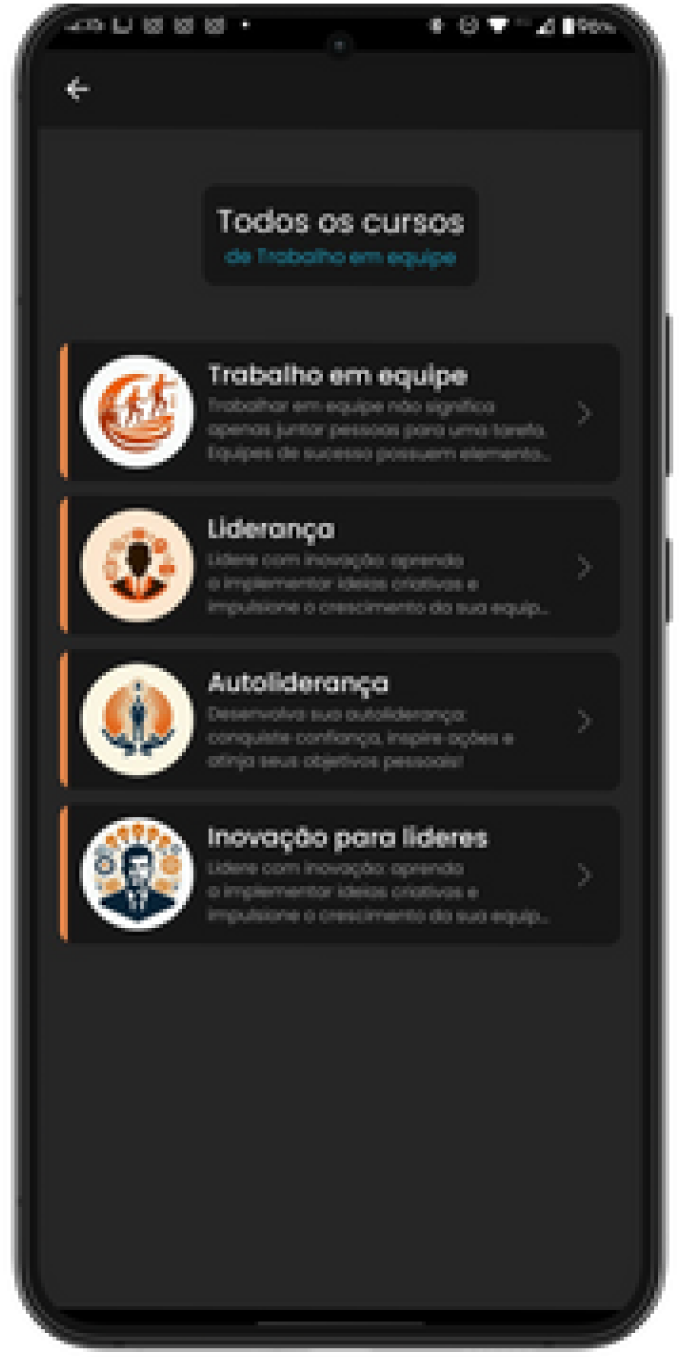 96%
Todos os cursos
de Trabalho em equipe
Trabalho em equipe
Trabalhar em equipe não significa
apenas juntar pessoas para uma tarefa.
Equipes de sucesso possuem elemento...
Liderança
Lidere com inovação: aprenda
a implementar ideias criativas e
impulsione o crescimento da sua equip...
Autoliderança
Desenvolva sua autoliderança:
conquiste confiança, inspire ações e
atinja seus objetivos pessoais!
Inovação para líderes
Lidere com inovação: aprenda
a implementar ideias criativas e
impulsione o crescimento da sua equip...